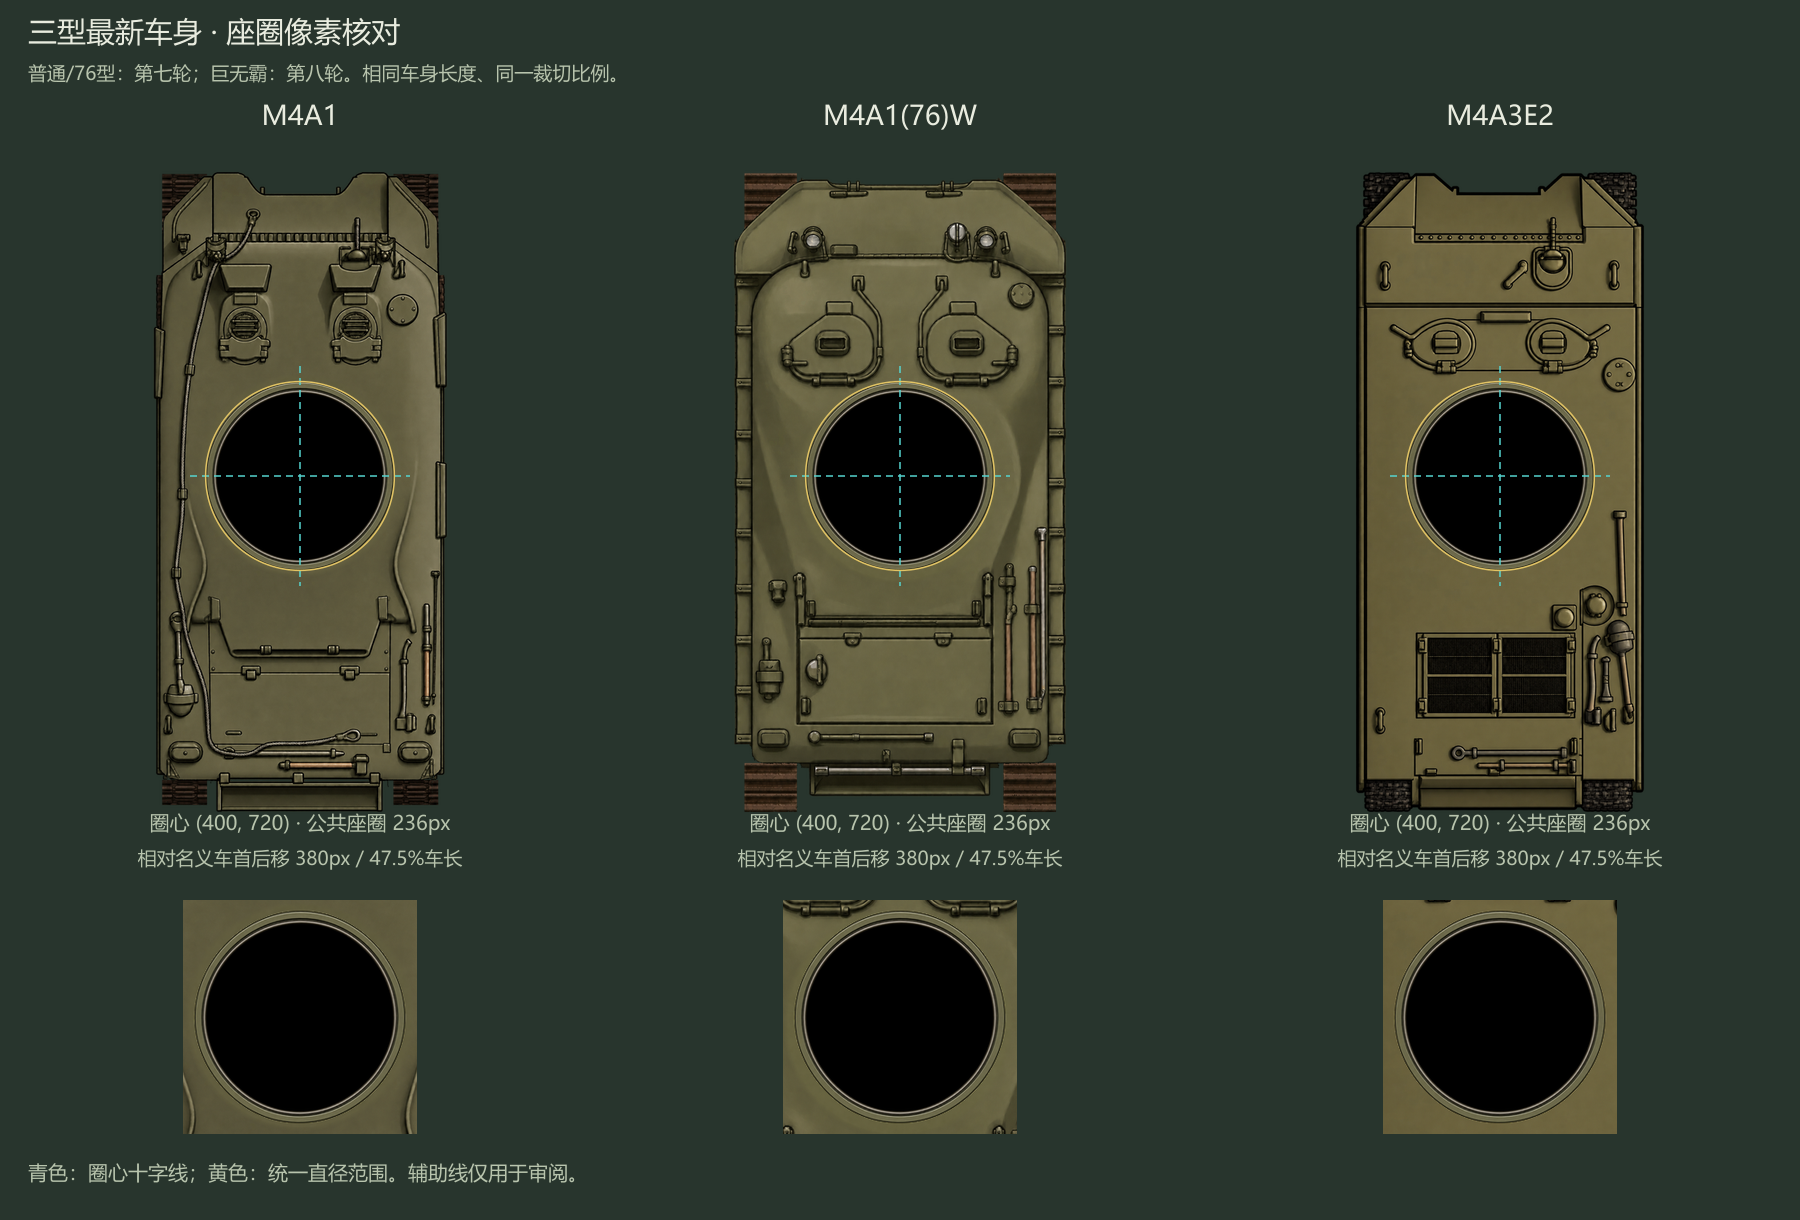 三型最新车身 · 座圈像素核对
普通/76型：第七轮；巨无霸：第八轮。相同车身长度、同一裁切比例。
M4A1
M4A1(76)W
M4A3E2
圈心 (400, 720) · 公共座圈 236px
相对名义车首后移 380px / 47.5%车长
圈心 (400, 720) · 公共座圈 236px
相对名义车首后移 380px / 47.5%车长
圈心 (400, 720) · 公共座圈 236px
相对名义车首后移 380px / 47.5%车长
青色：圈心十字线；黄色：统一直径范围。辅助线仅用于审阅。